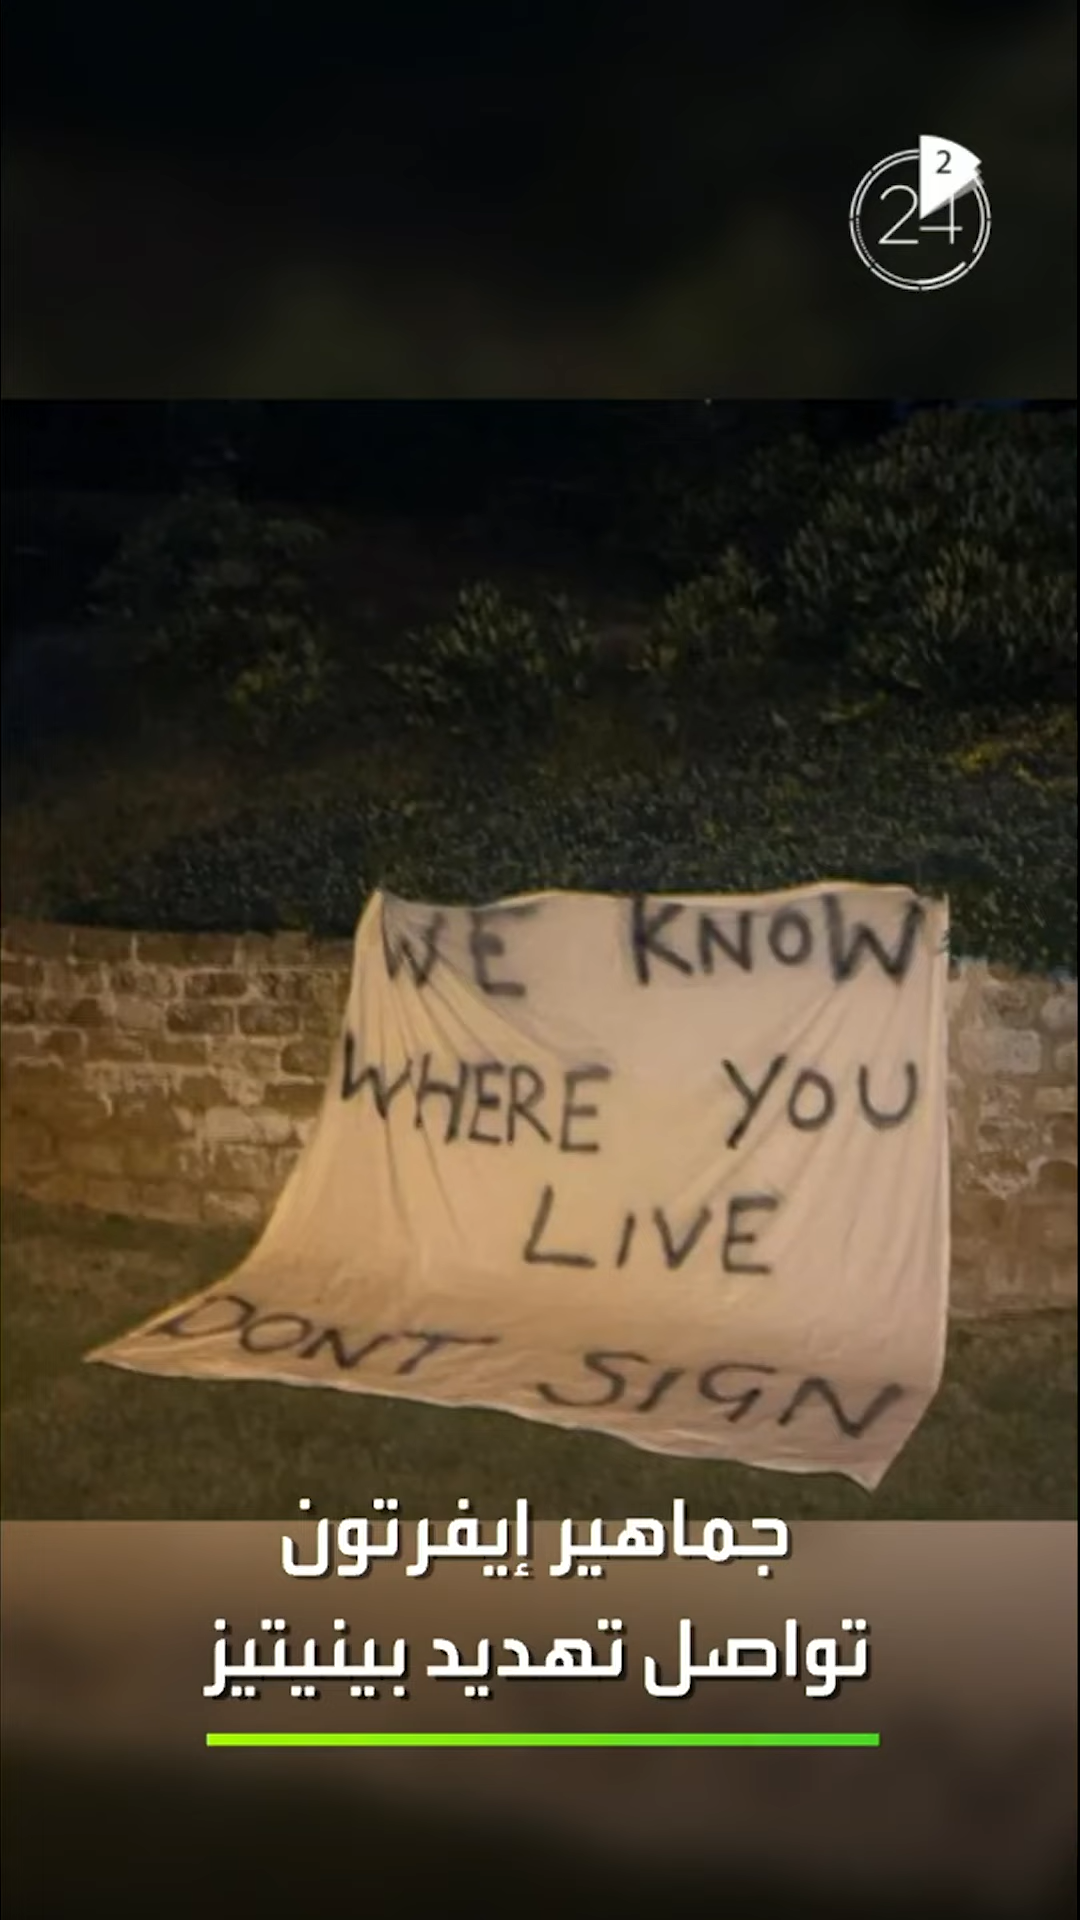 2
24
WE KNOW
WHERE YOU
LIVE
DONT SIGN
جماهير إيفرتون
تواصل تهديد بينيتيز